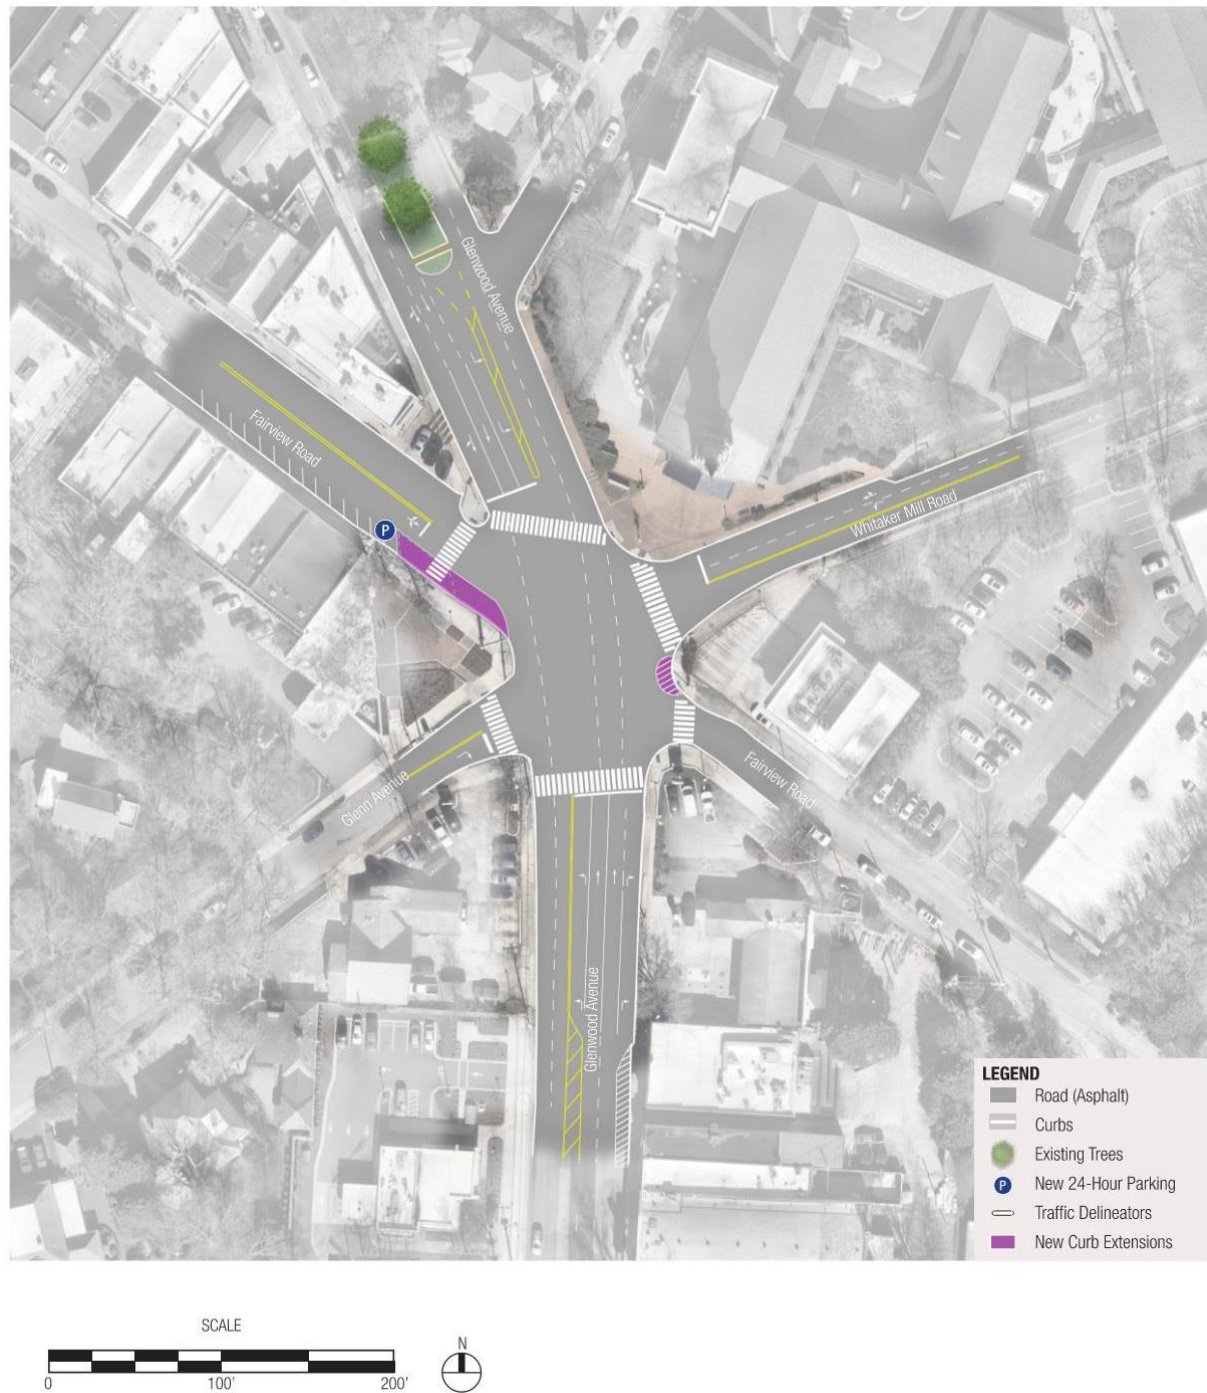 Glenwood Avenue
Fairview Road
Whitaker Mill Road
P
Glenn Avenue
Fairview Road
Glenwood Avenue
LEGEND
Road (Asphalt)
Curbs
Existing Trees
P New 24-Hour Parking
Traffic Delineators
New Curb Extensions
SCALE
0 100' 200'
N